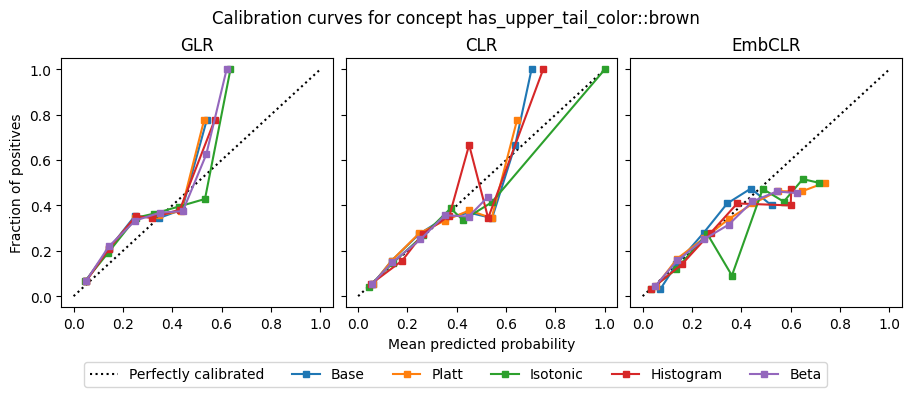 Calibration curves for concept has_upper_tail_color::brown
GLR CLR EmbCLR
Fraction of positives
1.0
0.8
0.6
0.4
0.2
0.0
0.0 0.2 0.4 0.6 0.8 1.0 0.0 0.2 0.4 0.6 0.8 1.0 0.0 0.2 0.4 0.6 0.8 1.0
Mean predicted probability
Perfectly calibrated Base Platt Isotonic Histogram Beta